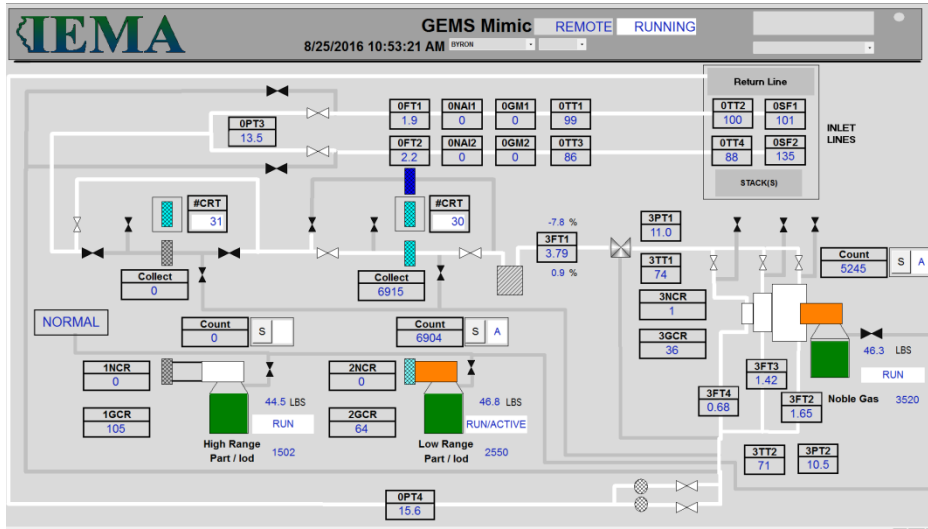 IEMA
GEMS Mimic REMOTE RUNNING
8/25/2016 10:53:21 AM BYRON
Return Line
0FT1 0NAI1 0GM1 0TT1 0TT2 0SF1
1.9 0 0 99 100 101
0PT3
13.5
INLET
LINES
0FT2 0NAI2 0GM2 0TT3 0TT4 0SF2
2.2 0 0 86 88 135
STACK(S)
#CRT #CRT
31 30
-7.8 %
3FT1
3.79
0.9 %
3PT1
11.0
3TT1
74
Count
5245
S A
Collect
0
Collect
6915
3NCR
1
3GCR
36
NORMAL
Count
0
S
Count
6904
S A
46.3 LBS
RUN
1NCR
0
2NCR
0
3FT3
1.42
3FT4
0.68
3FT2
1.65
Noble Gas 3520
44.5 LBS
RUN
46.8 LBS
RUN/ACTIVE
1GCR
105
2GCR
64
High Range
Part / Iod
1502
Low Range
Part / Iod
2550
3TT2
71
3PT2
10.5
0PT4
15.6